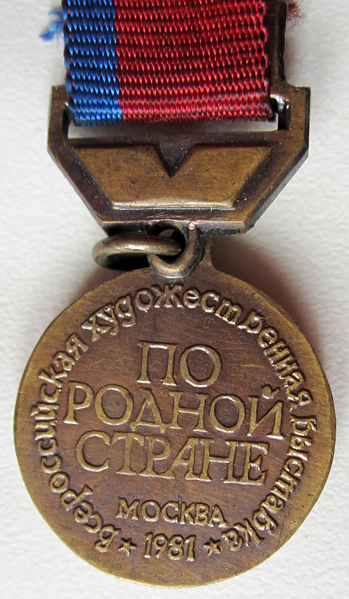 Всероссийская художественная выставка
ПО
РОДНОЙ
СТРАНЕ
МОСКВА
★ 1981 ★